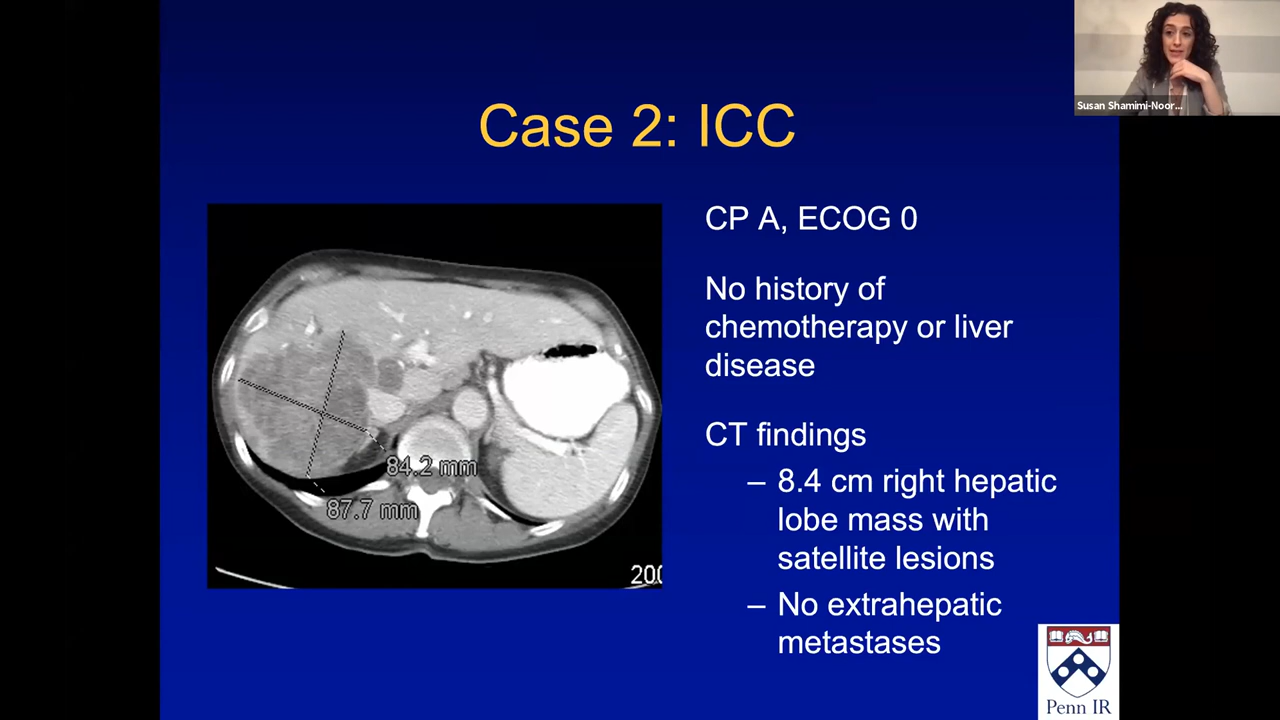 Susan Shamimi-Noor...
Case 2: ICC
CP A, ECOG 0
No history of
chemotherapy or liver
disease
CT findings
– 8.4 cm right hepatic
lobe mass with
satellite lesions
– No extrahepatic
metastases
84.2 mm
87.7 mm
200
Penn IR